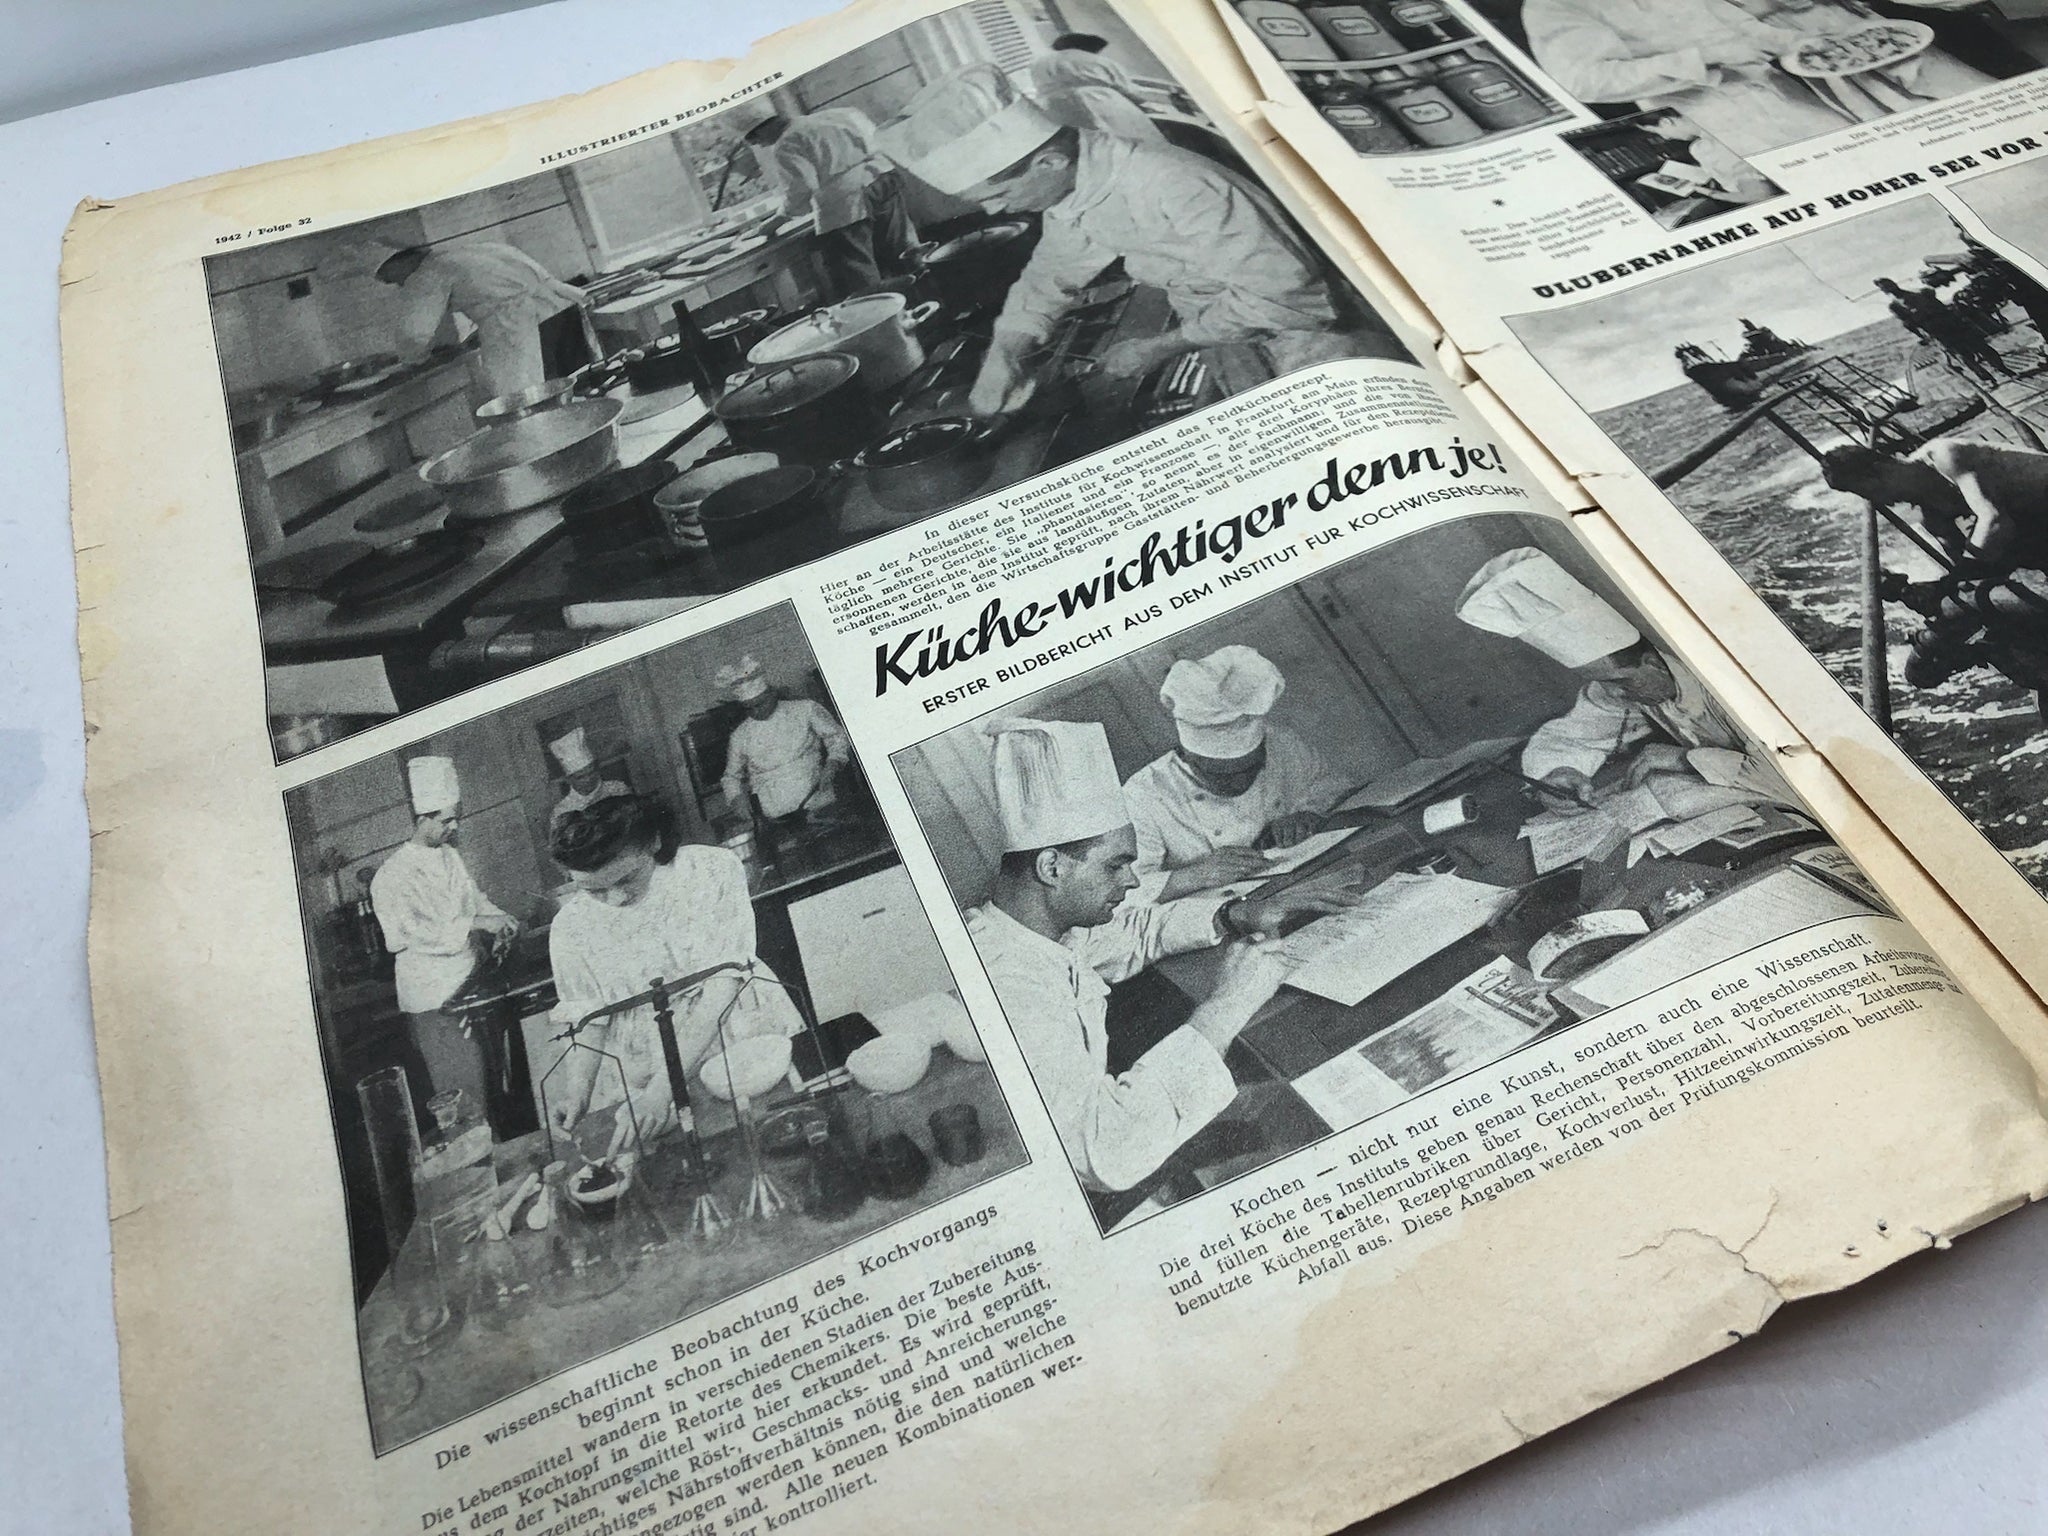 ILLUSTRIERTER BEOBACHTER
1942 / Folge 32
In dieser Versuchsküche entsteht das Feldküchenrezept.
Hier an der Arbeitsstätte des Instituts für Kochwissenschaft in Frankfurt am Main erfinden drei
Köche — ein Deutscher, ein Italiener und ein Franzose —, alle drei Koryphäen ihres Berufes
täglich mehrere Gerichte. Sie „Phantasieren", so nennt es der Fachmann; und die von ihnen
ersonnenen Gerichte, die sie aus landläufigen Zutaten, aber in eigenwilligen Zusammenstellungen
schaffen, werden in dem Institut geprüft, nach ihrem Nährwert analysiert und für den Rezeptdienst
gesammelt, den die Wirtschaftsgruppe Gaststätten- und Beherbergungsgewerbe herausgibt.
Küche-wichtiger denn je!
ERSTER BILDBERICHT AUS DEM INSTITUT FÜR KOCHWISSENSCHAFT
Die wissenschaftliche Beobachtung des Kochvorgangs
beginnt schon in der Küche.
Die Lebensmittel wandern in verschiedenen Stadien der Zubereitung
dem Kochtopf in die Retorte des Chemikers. Die beste Aus-
der Nahrungsmittel wird hier erkundet. Es wird geprüft,
welche Röst-, Geschmacks- und Anreicherungs-
Nährstoffverhältnis nötig sind und welche
werden können, die den natürlichen
sind. Alle neuen Kombinationen wer-
kontrolliert.
Kochen — nicht nur eine Kunst, sondern auch eine Wissenschaft.
Die drei Köche des Instituts geben genau Rechenschaft über den abgeschlossenen Arbeitsvorgang
und füllen die Tabellenrubriken über Gericht, Personenzahl, Vorbereitungszeit, Zubereitung
benutzte Küchengeräte, Rezeptgrundlage, Kochverlust, Hitzeeinwirkungszeit, Zutatenmenge und
Abfall aus. Diese Angaben werden von der Prüfungskommission beurteilt.
*
Rechts: Das Institut
ÖLÜBERNAHME AUF HOHER SEE VOR